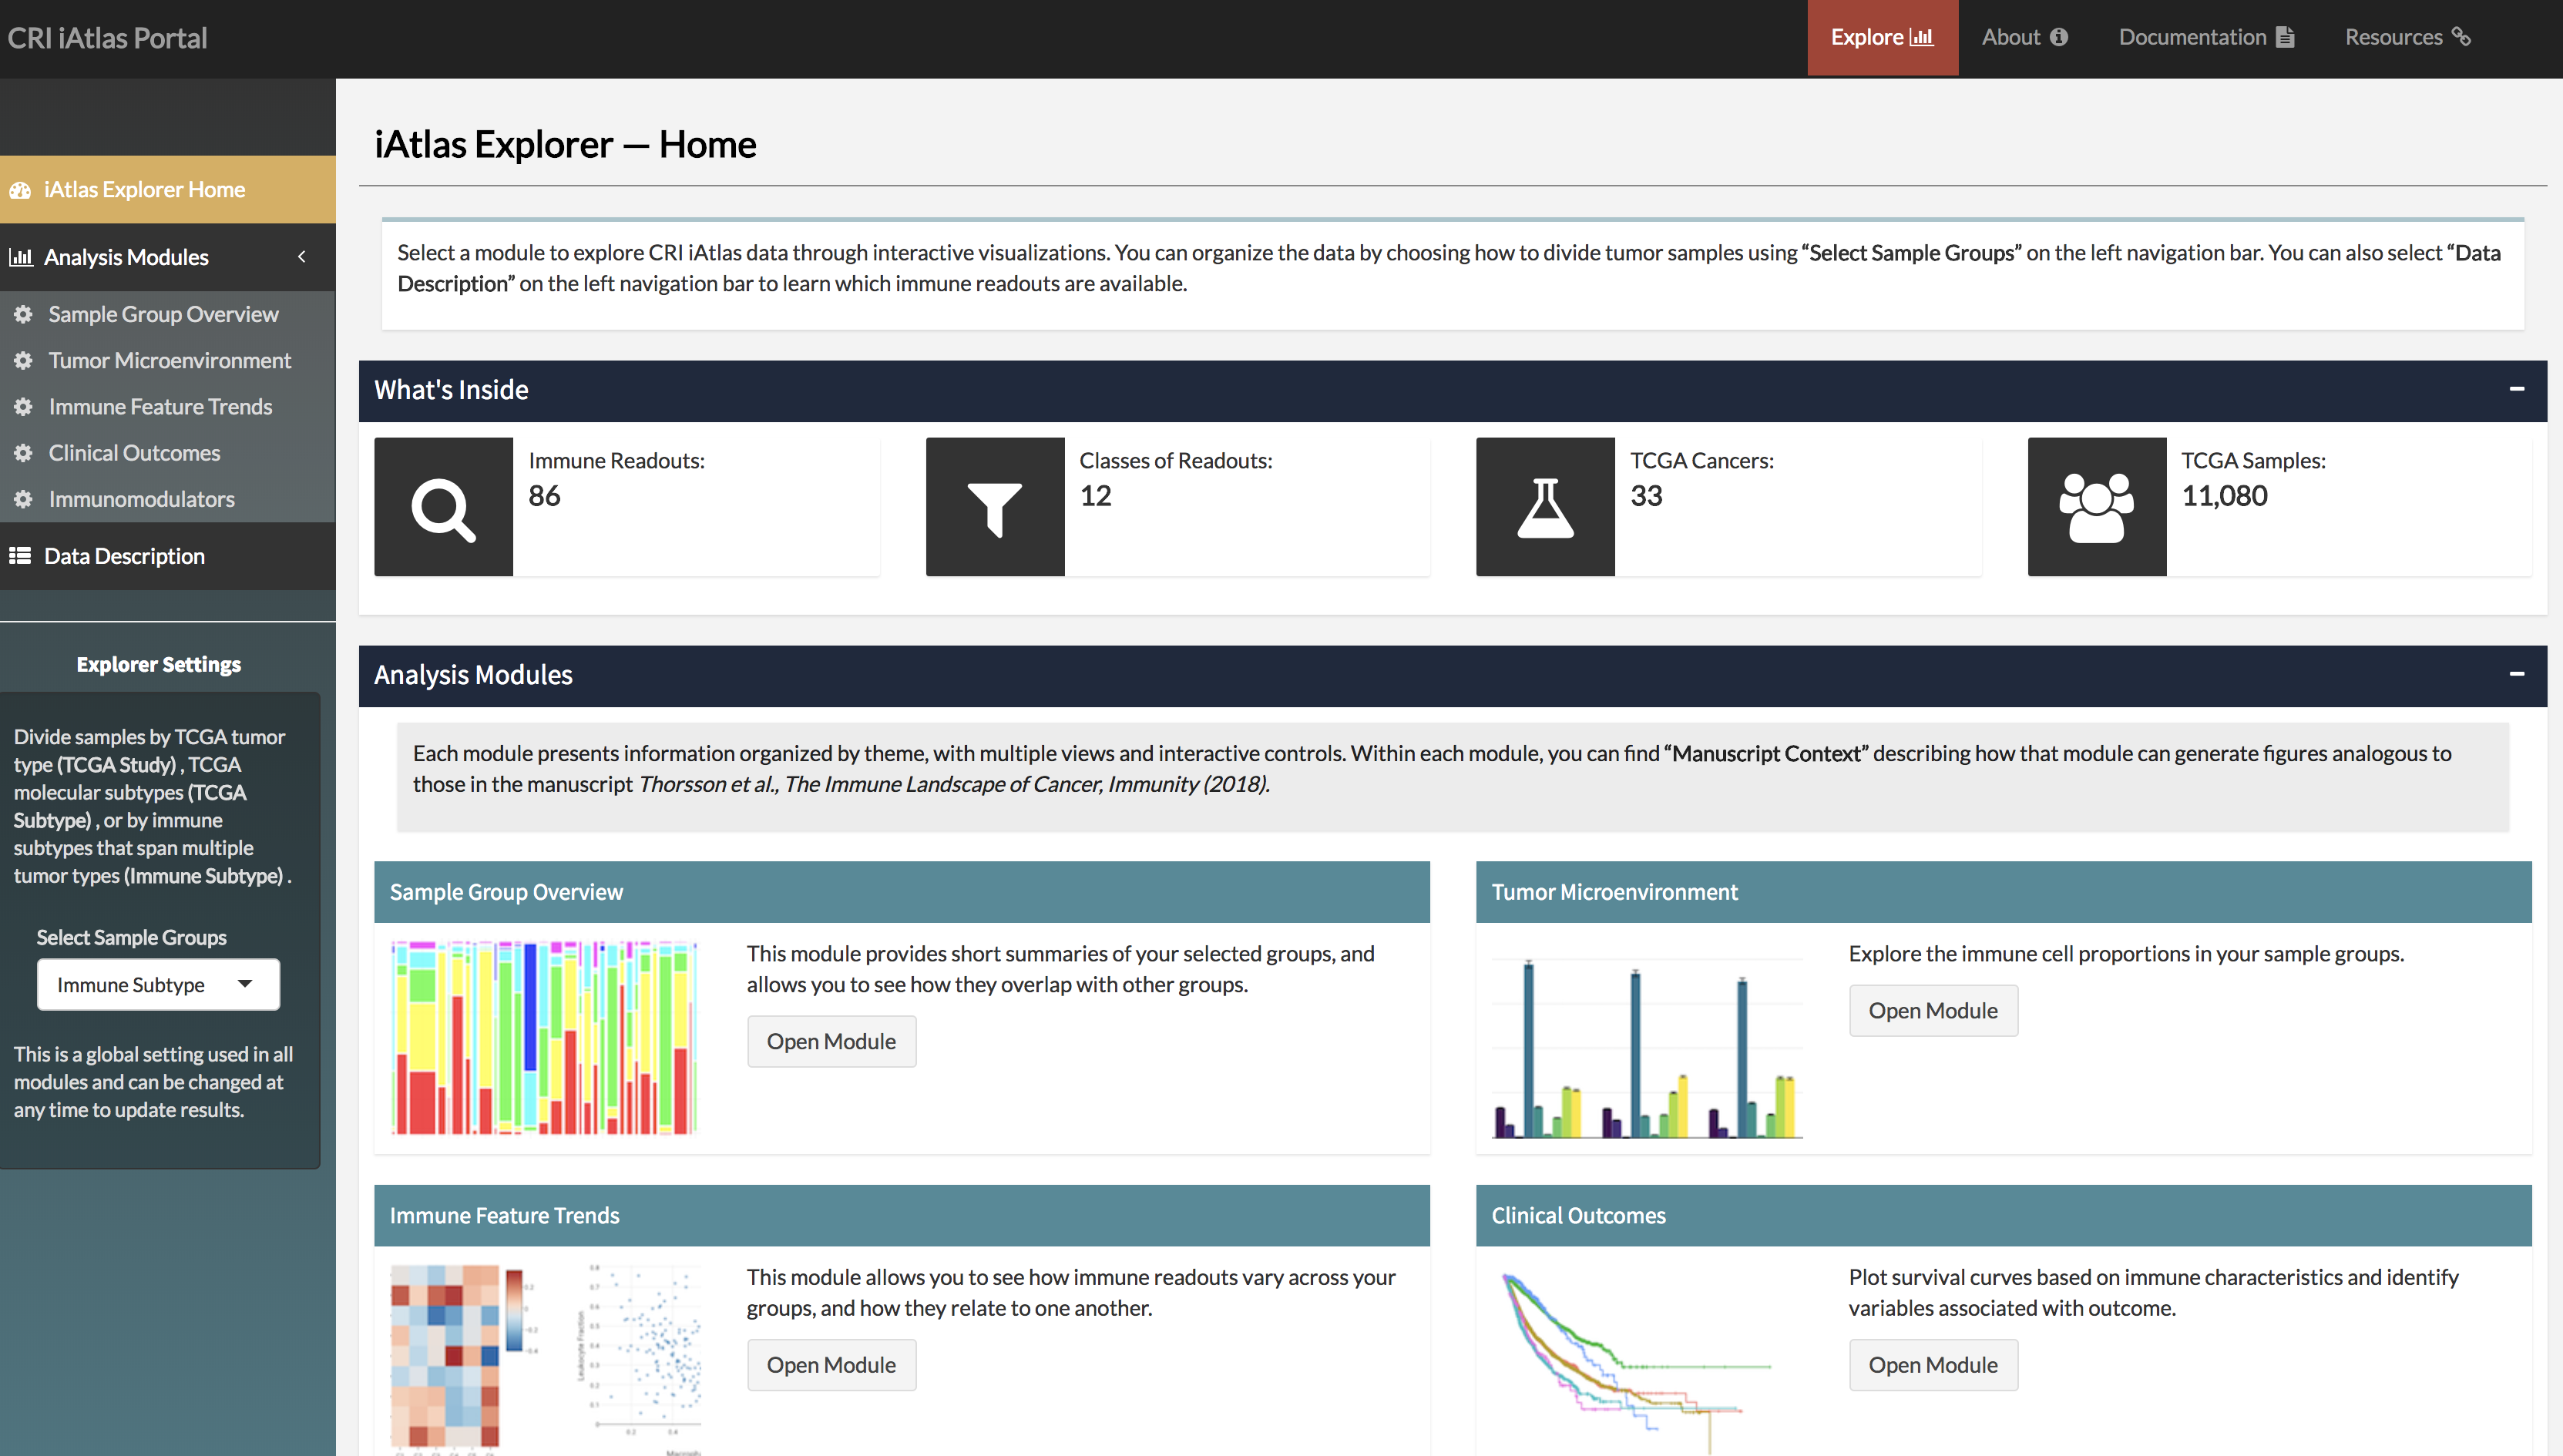 CRI iAtlas Portal
Explore
About
Documentation
Resources
iAtlas Explorer Home
Analysis Modules
Sample Group Overview
Tumor Microenvironment
Immune Feature Trends
Clinical Outcomes
Immunomodulators
Data Description
Explorer Settings
Divide samples by TCGA tumor
type (TCGA Study) , TCGA
molecular subtypes (TCGA
Subtype) , or by immune
subtypes that span multiple
tumor types (Immune Subtype) .
Select Sample Groups
Immune Subtype
This is a global setting used in all
modules and can be changed at
any time to update results.
iAtlas Explorer — Home
Select a module to explore CRI iAtlas data through interactive visualizations. You can organize the data by choosing how to divide tumor samples using “Select Sample Groups” on the left navigation bar. You can also select “Data
Description” on the left navigation bar to learn which immune readouts are available.
What's Inside
Immune Readouts:
86
Classes of Readouts:
12
TCGA Cancers:
33
TCGA Samples:
11,080
Analysis Modules
Each module presents information organized by theme, with multiple views and interactive controls. Within each module, you can find “Manuscript Context” describing how that module can generate figures analogous to
those in the manuscript Thorsson et al., The Immune Landscape of Cancer, Immunity (2018).
Sample Group Overview
This module provides short summaries of your selected groups, and
allows you to see how they overlap with other groups.
Open Module
Tumor Microenvironment
Explore the immune cell proportions in your sample groups.
Open Module
Immune Feature Trends
Leukocyte Fraction
This module allows you to see how immune readouts vary across your
groups, and how they relate to one another.
Open Module
Clinical Outcomes
Plot survival curves based on immune characteristics and identify
variables associated with outcome.
Open Module